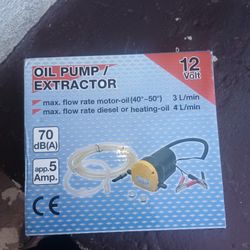 OIL PUMP/
EXTRACTOR
12
Volt
max. flow rate motor-oil (40°-50°) 3 L/min
max. flow rate diesel or heating-oil 4 L/min
70
dB(A)
app.5
Amp.
CE